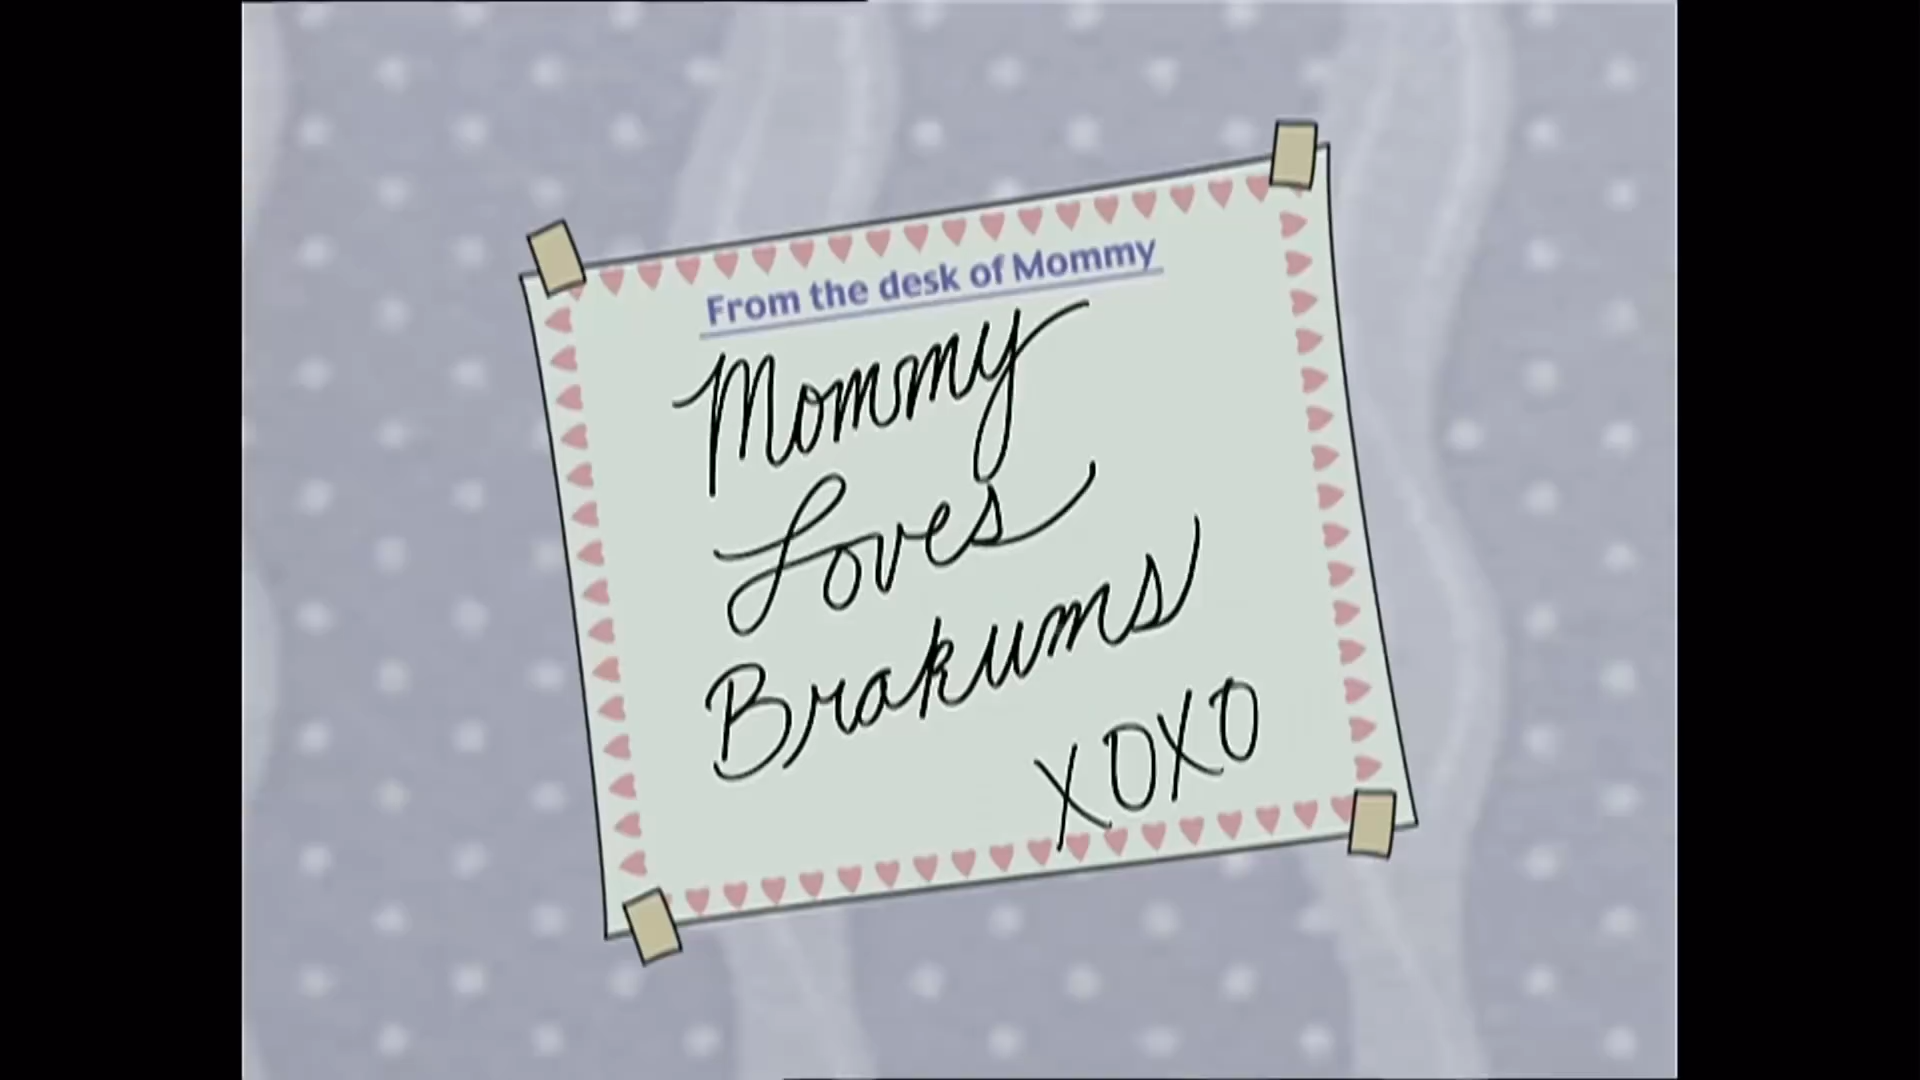 From the desk of Mommy
Mommy
Loves
Brakums
XOXO